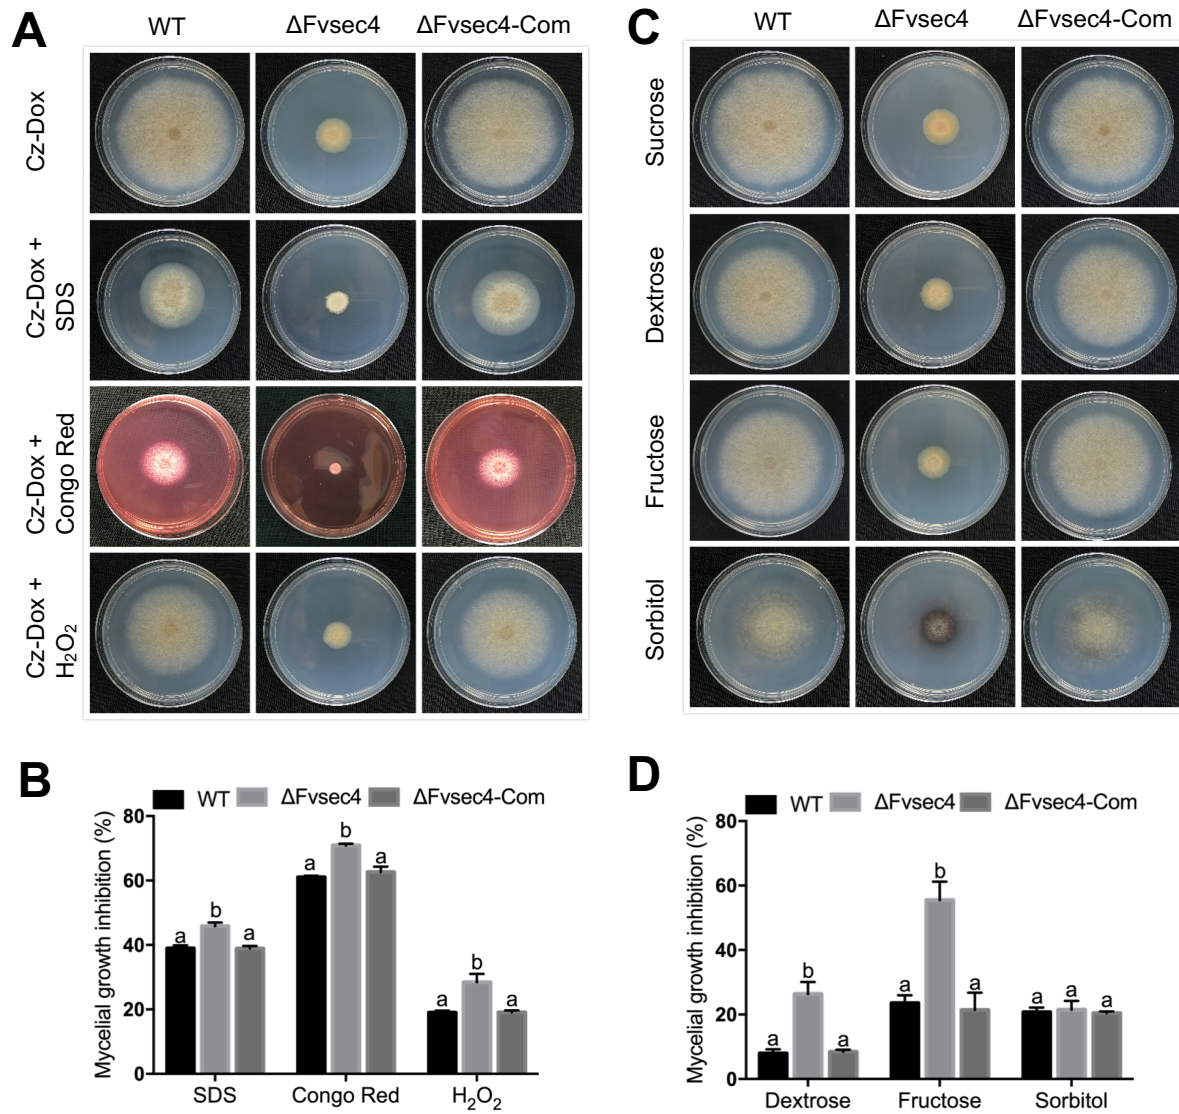 A
WT
ΔFvsec4
ΔFvsec4-Com
Cz-Dox
Cz-Dox +
SDS
Cz-Dox +
Congo Red
Cz-Dox +
H₂O₂
C
WT
ΔFvsec4
ΔFvsec4-Com
Sucrose
Dextrose
Fructose
Sorbitol
B
WT
ΔFvsec4
ΔFvsec4-Com
Mycelial growth inhibition (%)
80
60
40
20
0
a
b
a
a
b
a
a
b
a
SDS
Congo Red
H₂O₂
D
WT
ΔFvsec4
ΔFvsec4-Com
Mycelial growth inhibition (%)
80
60
40
20
0
a
b
a
a
b
a
a
a
a
Dextrose
Fructose
Sorbitol